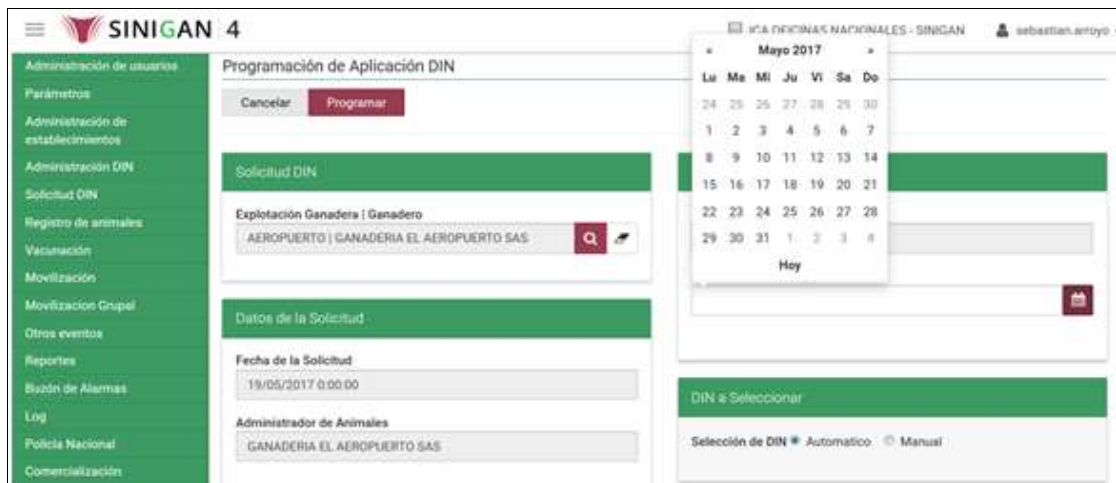 SINIGAN 4
ICA OFICINAS NACIONALES - SINIGAN
sebastian.arroyo
Administración de usuarios
Parámetros
Administración de
establecimientos
Administración DIN
Solicitud DIN
Registro de animales
Vacunación
Movilización
Movilizacion Grupal
Otros eventos
Reportes
Buzón de Alarmas
Log
Policia Nacional
Comercialización
Programación de Aplicación DIN
Cancelar Programar
Solicitud DIN
Explotación Ganadera | Ganadero
AEROPUERTO | GANADERIA EL AEROPUERTO SAS
Datos de la Solicitud
Fecha de la Solicitud
19/05/2017 0:00:00
Administrador de Animales
GANADERIA EL AEROPUERTO SAS
« Mayo 2017 »
Lu Ma Mi Ju Vi Sa Do
24 25 26 27 28 29 30
1 2 3 4 5 6 7
8 9 10 11 12 13 14
15 16 17 18 19 20 21
22 23 24 25 26 27 28
29 30 31 1 2 3 4
Hoy
DIN a Seleccionar
Selección de DIN Automatico Manual